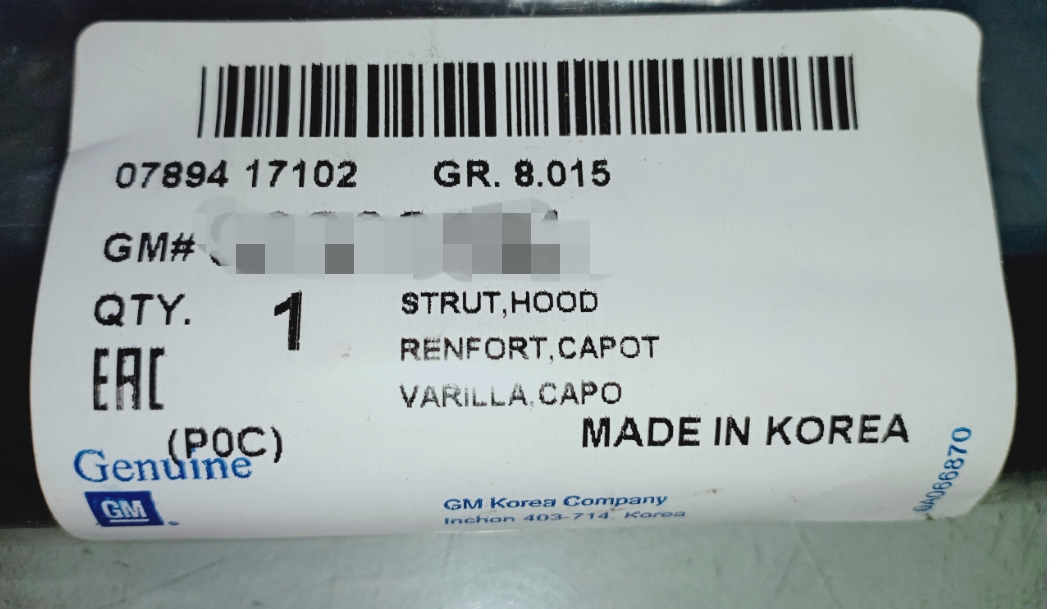 07894 17102 GR. 8.015
GM#
QTY. 1 STRUT,HOOD
RENFORT,CAPOT
EAC
VARILLA,CAPO
(P0C)
MADE IN KOREA
Genuine
GM
GM Korea Company
Inchon 403-714, Korea